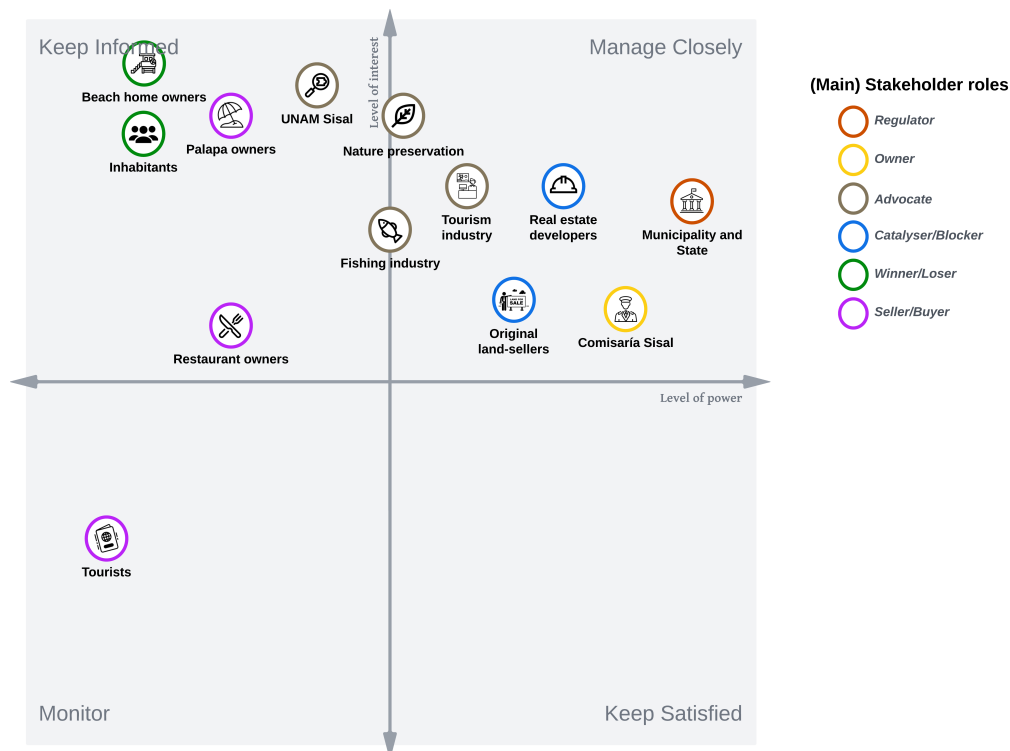 Keep Informed
Manage Closely
Level of interest
Beach home owners
UNAM Sisal
Palapa owners
Nature preservation
Inhabitants
Tourism
industry
Real estate
developers
Municipality and
State
Fishing industry
SALE
Original
land-sellers
Comisaría Sisal
Restaurant owners
Level of power
Tourists
Monitor
Keep Satisfied
(Main) Stakeholder roles
Regulator
Owner
Advocate
Catalyser/Blocker
Winner/Loser
Seller/Buyer